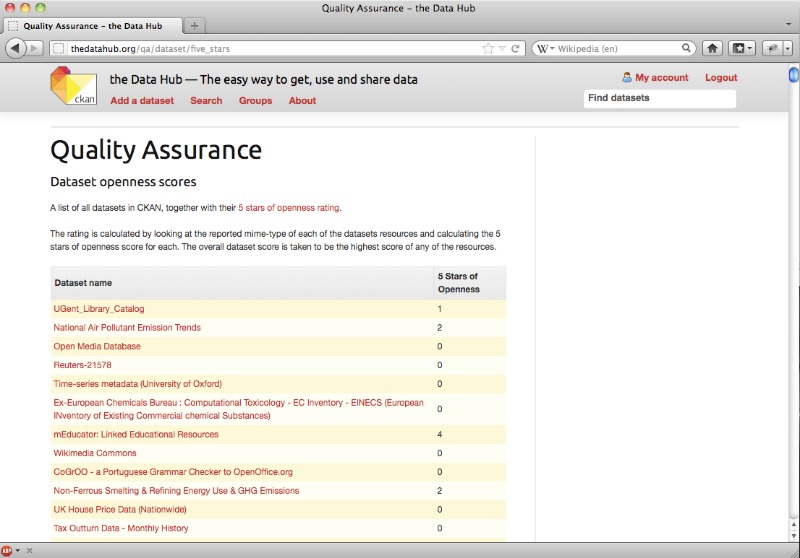 Quality Assurance – the Data Hub
Quality Assurance – the Data Hub
thedatahub.org/qa/dataset/five_stars
W Wikipedia (en)
ckan
the Data Hub — The easy way to get, use and share data
My account Logout
Add a dataset Search Groups About
Find datasets
Quality Assurance
Dataset openness scores
A list of all datasets in CKAN, together with their 5 stars of openness rating.
The rating is calculated by looking at the reported mime-type of each of the datasets resources and calculating the 5
stars of openness score for each. The overall dataset score is taken to be the highest score of any of the resources.
Dataset name 5 Stars of
Openness
UGent_Library_Catalog 1
National Air Pollutant Emission Trends 2
Open Media Database 0
Reuters-21578 0
Time-series metadata (University of Oxford) 0
Ex-European Chemicals Bureau : Computational Toxicology - EC Inventory - EINECS (European
INventory of Existing Commercial chemical Substances) 0
mEducator: Linked Educational Resources 4
Wikimedia Commons 0
CoGrOO - a Portuguese Grammar Checker to OpenOffice.org 0
Non-Ferrous Smelting & Refining Energy Use & GHG Emissions 2
UK House Price Data (Nationwide) 0
Tax Outturn Data - Monthly History 0
ABP